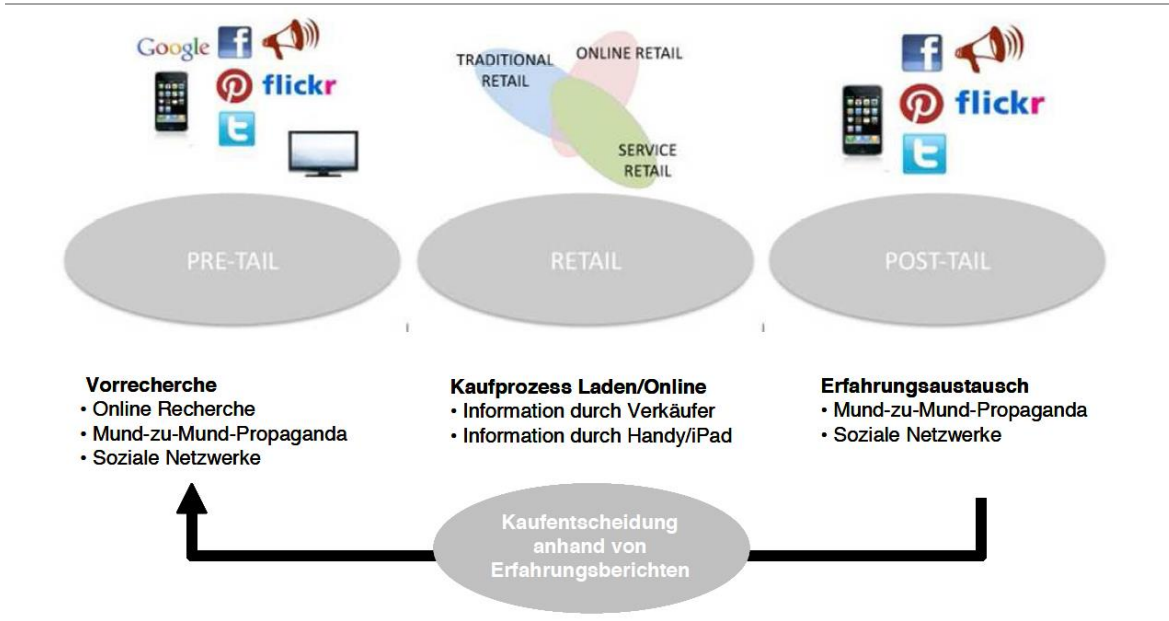 Google
flickr
TRADITIONAL
RETAIL
ONLINE RETAIL
SERVICE
RETAIL
flickr
PRE-TAIL
RETAIL
POST-TAIL
Vorrecherche
• Online Recherche
• Mund-zu-Mund-Propaganda
• Soziale Netzwerke
Kaufprozess Laden/Online
• Information durch Verkäufer
• Information durch Handy/iPad
Erfahrungsaustausch
• Mund-zu-Mund-Propaganda
• Soziale Netzwerke
Kaufentscheidung
anhand von
Erfahrungsberichten